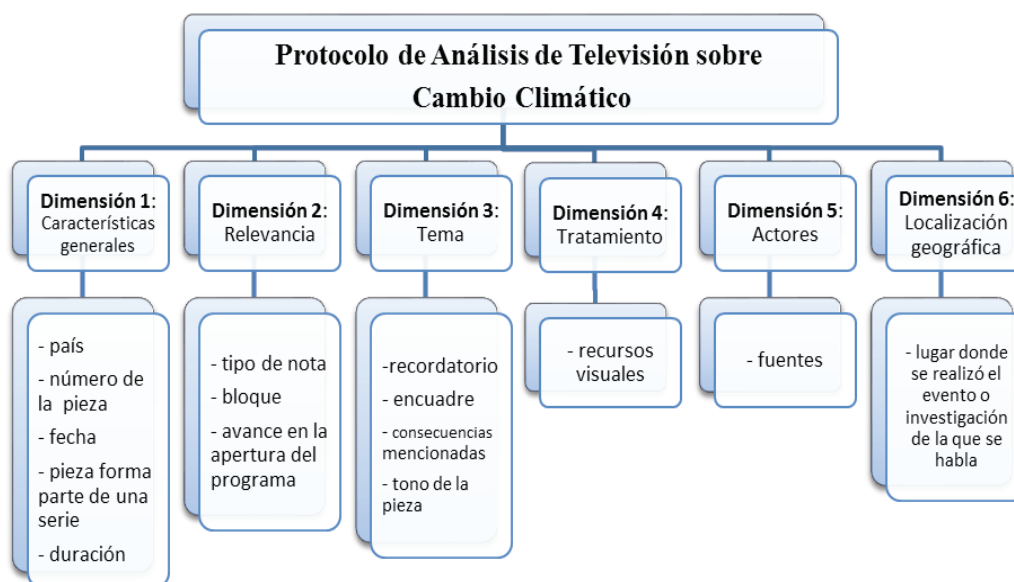 Protocolo de Análisis de Televisión sobre
Cambio Climático
Dimensión 1:
Características
generales
Dimensión 2:
Relevancia
Dimensión 3:
Tema
Dimensión 4:
Tratamiento
Dimensión 5:
Actores
Dimensión 6:
Localización
geográfica
- país
- número de
la pieza
- fecha
- pieza forma
parte de una
serie
- duración
- tipo de nota
- bloque
- avance en la
apertura del
programa
-recordatorio
- encuadre
- consecuencias
mencionadas
- tono de la
pieza
- recursos
visuales
- fuentes
- lugar donde
se realizó el
evento o
investigación
de la que se
habla